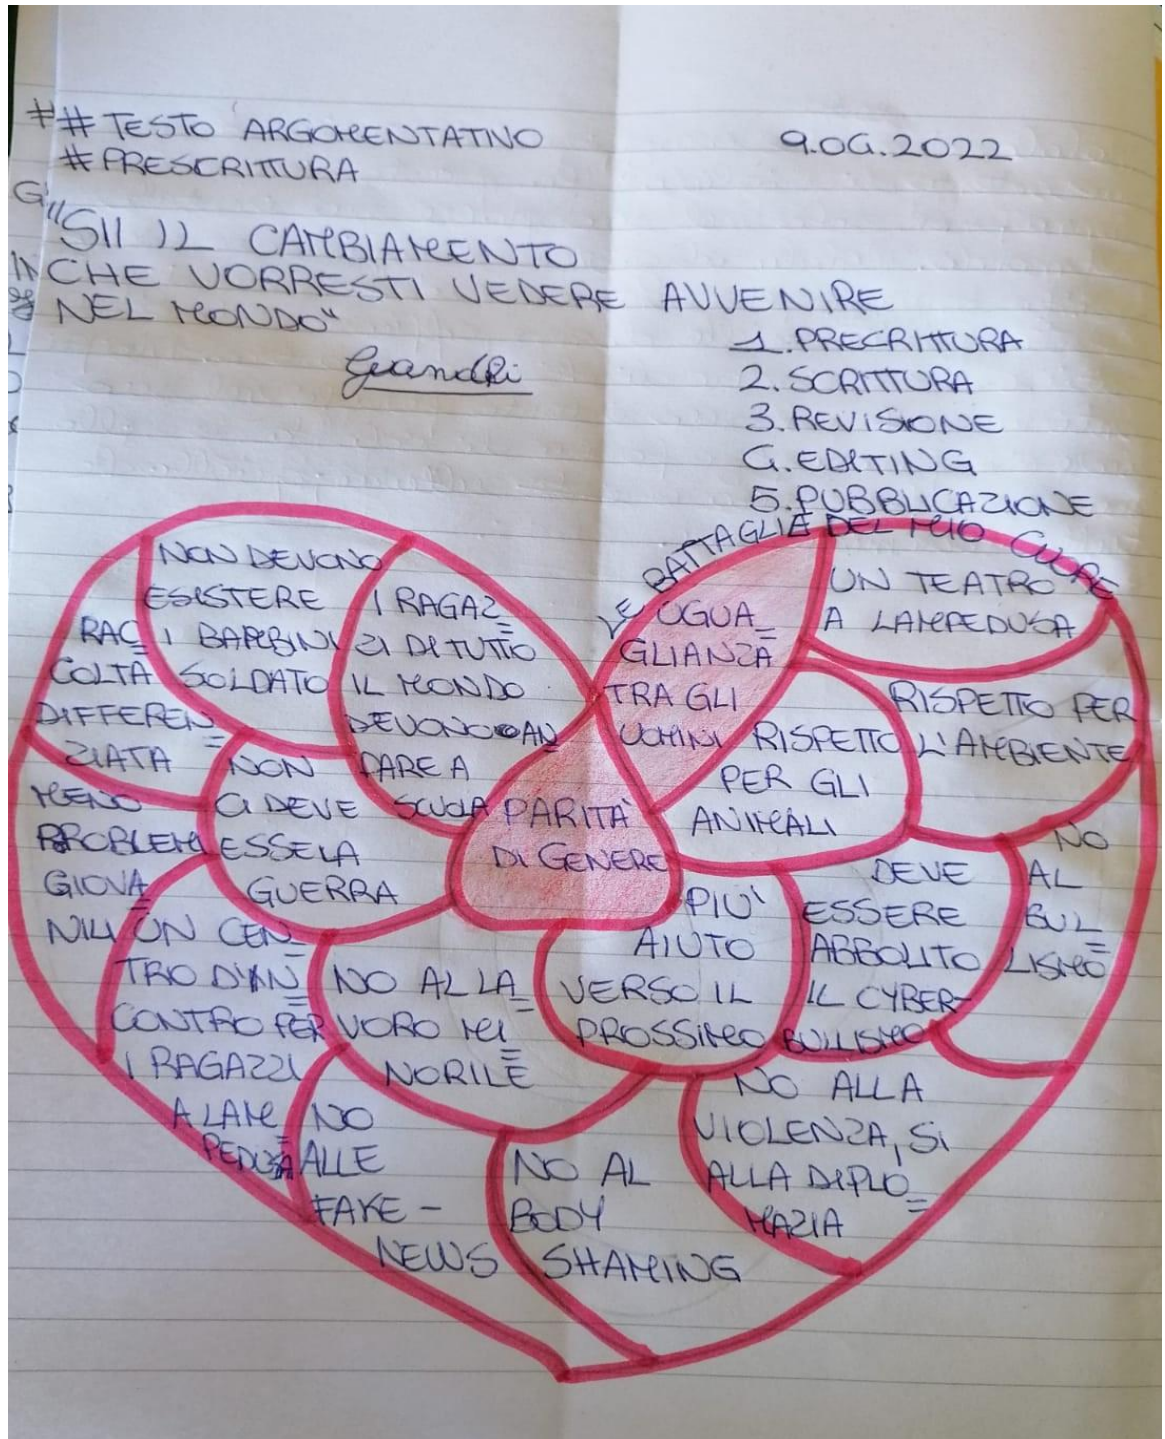 # TESTO ARGOMENTATIVO
# PRESCRITTURA
9.04.2022
"SII IL CAMBIAMENTO
CHE VORRESTI VEDERE AVVENIRE
NEL MONDO"
Gandhi
1. PRECRITTURA
2. SCRITTURA
3. REVISIONE
4. EDITING
5. PUBBLICAZIONE
LE BATTAGLIE DEL MIO CUORE
RAC=
COLTA
DIFFEREN=
ZIATA
NON DEVONO
ESISTERE
I BAMBINI
SOLDATO
I RAGAZ=
ZI DI TUTTO
IL MONDO
DEVONO AN
DARE A
SCUOLA
UGUA=
GLIANZA
TRA GLI
UOMINI
UN TEATRO
A LAMPEDUSA
RISPETTO PER
L'AMBIENTE
RISPETTO
PER GLI
ANIMALI
PARITÀ
DI GENERE
NON
CI DEVE
ESSE LA
GUERRA
MENO
PROBLEMI
GIOVA=
NILI
UN CEN=
TRO D'IN=
CONTRO PER
I RAGAZZI
A LAM=
PEDUSA
NO AL LA=
VORO MI=
NORILE
PIU'
AIUTO
VERSO IL
PROSSIMO
DEVE
ESSERE
ABBOLITO
IL CYBER-
BULLISMO
NO
AL
BUL=
LISMO
NO
ALLE
FAKE-
NEWS
NO AL
BODY
SHAMING
NO ALLA
VIOLENZA, SI
ALLA DIPLO=
MAZIA